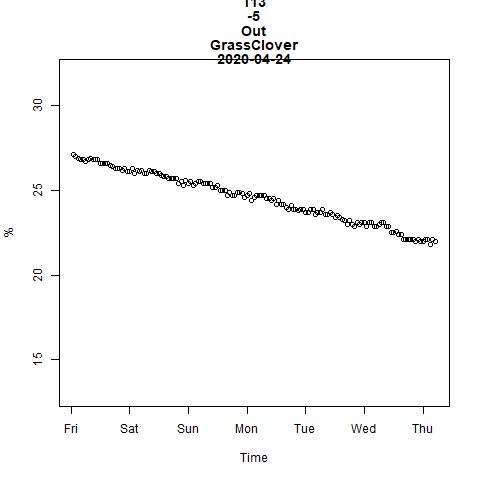 113
-5
Out
GrassClover
2020-04-24
%
30
25
20
15
Fri
Sat
Sun
Mon
Tue
Wed
Thu
Time